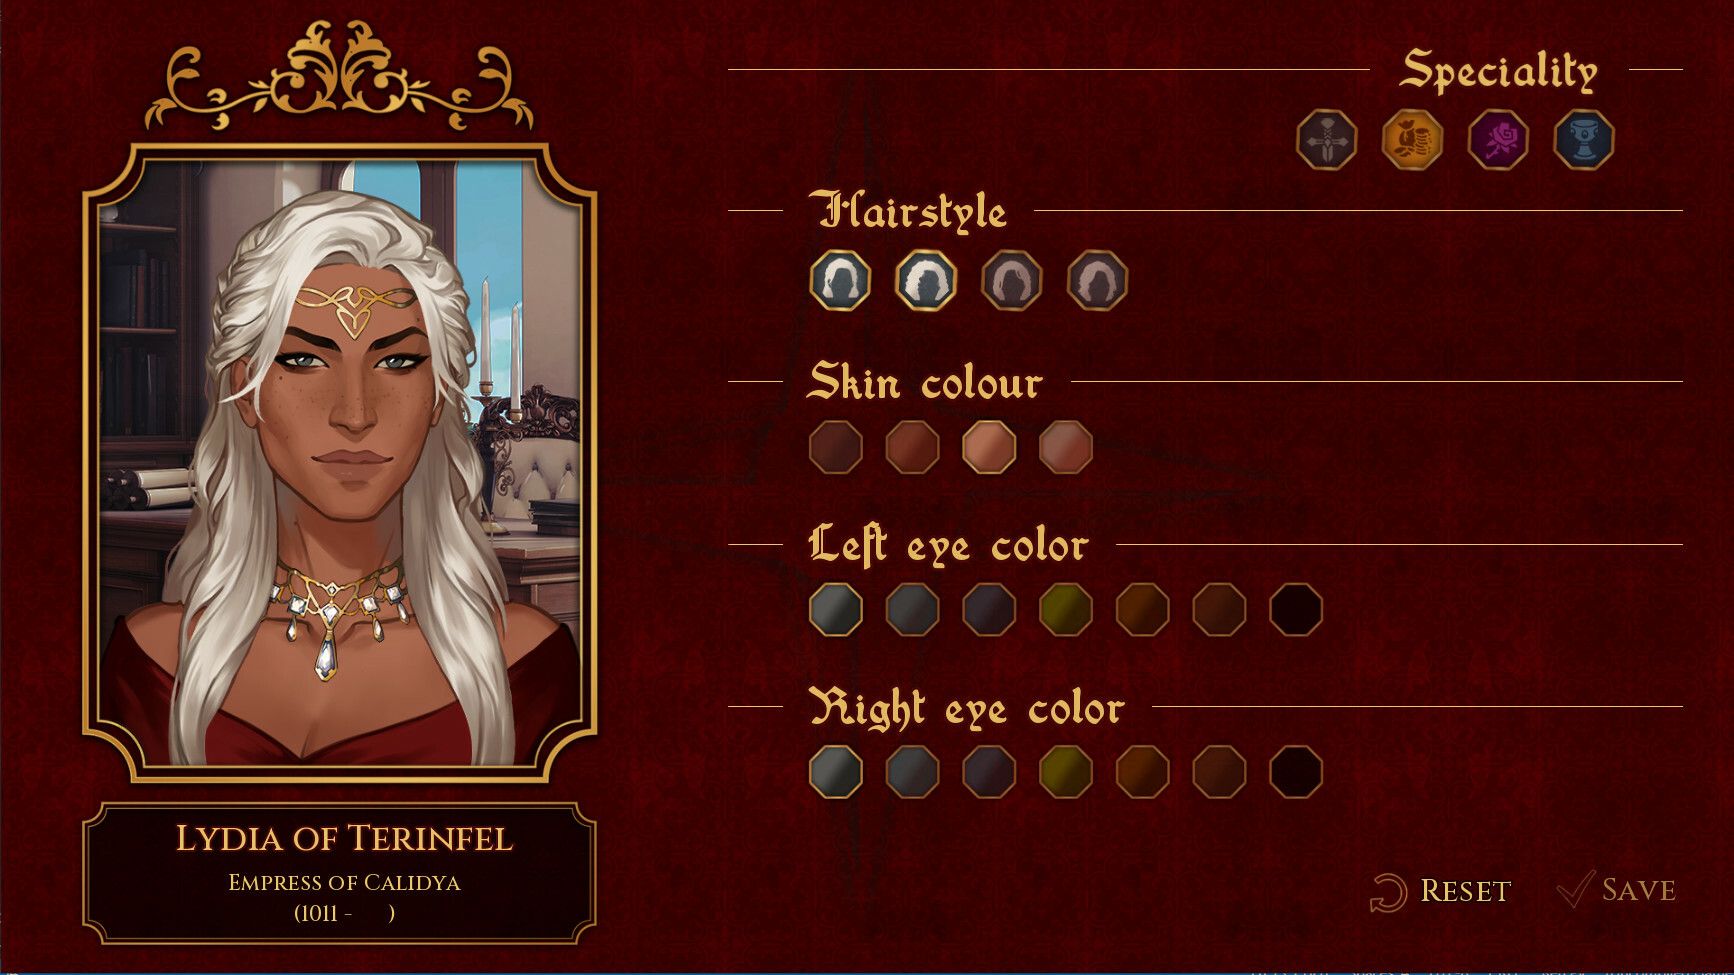 Speciality
Hairstyle
Skin colour
Left eye color
Right eye color
Lydia of Terinfel
Empress of Calidya
(1011 - )
Reset
Save